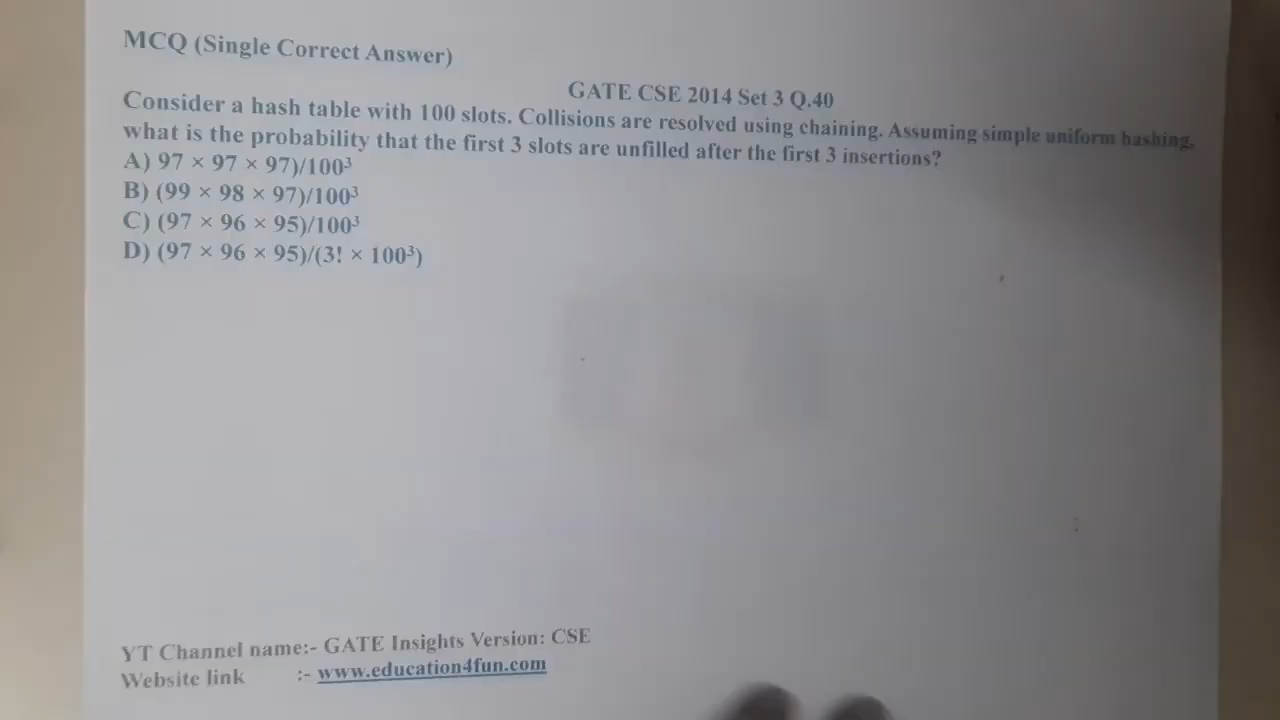 MCQ (Single Correct Answer)
GATE CSE 2014 Set 3 Q.40
Consider a hash table with 100 slots. Collisions are resolved using chaining. Assuming simple uniform hashing,
what is the probability that the first 3 slots are unfilled after the first 3 insertions?
A) 97 × 97 × 97)/100³
B) (99 × 98 × 97)/100³
C) (97 × 96 × 95)/100³
D) (97 × 96 × 95)/(3! × 100³)
YT Channel name:- GATE Insights Version: CSE
Website link :- www.education4fun.com